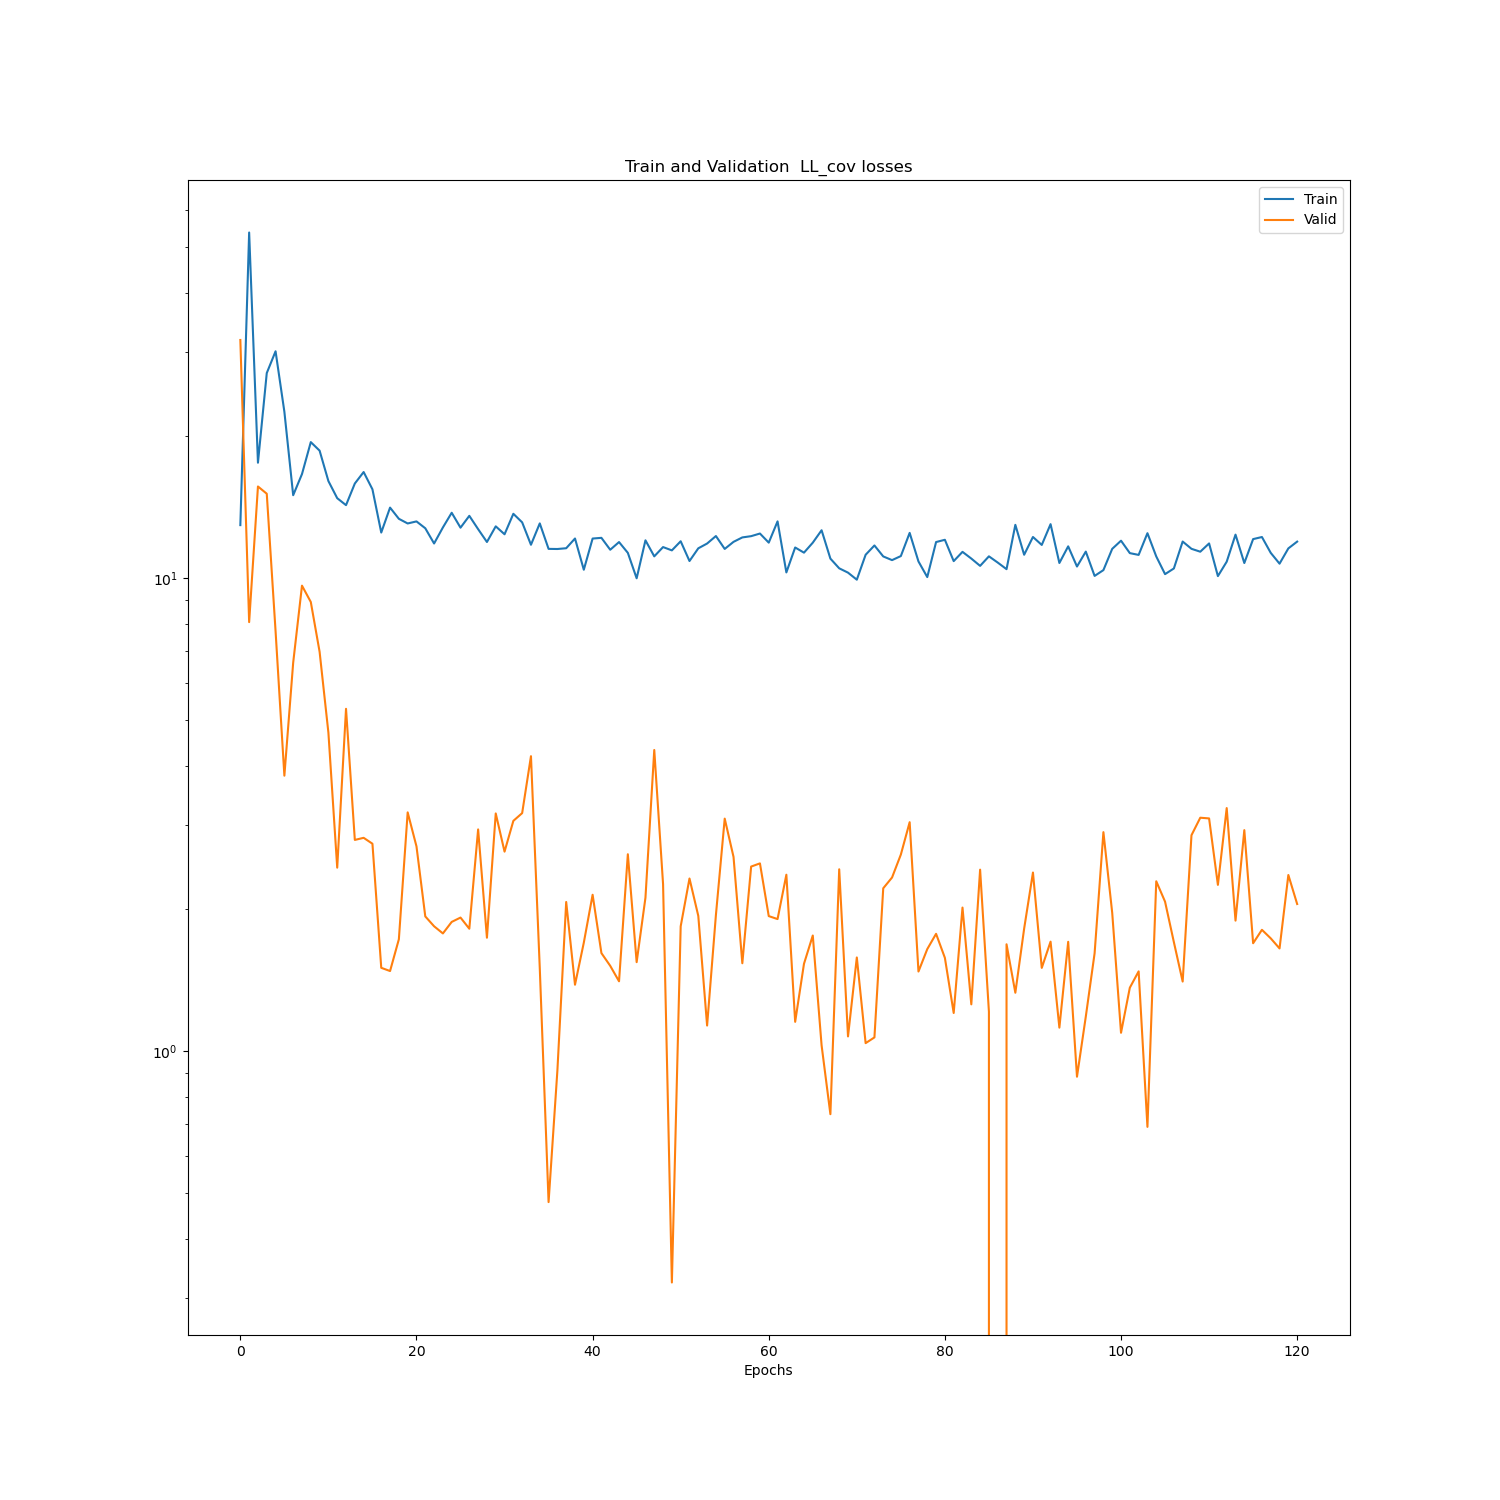 Train and Validation  LL_cov losses
Train
Valid
10¹
10⁰
0 20 40 60 80 100 120
Epochs